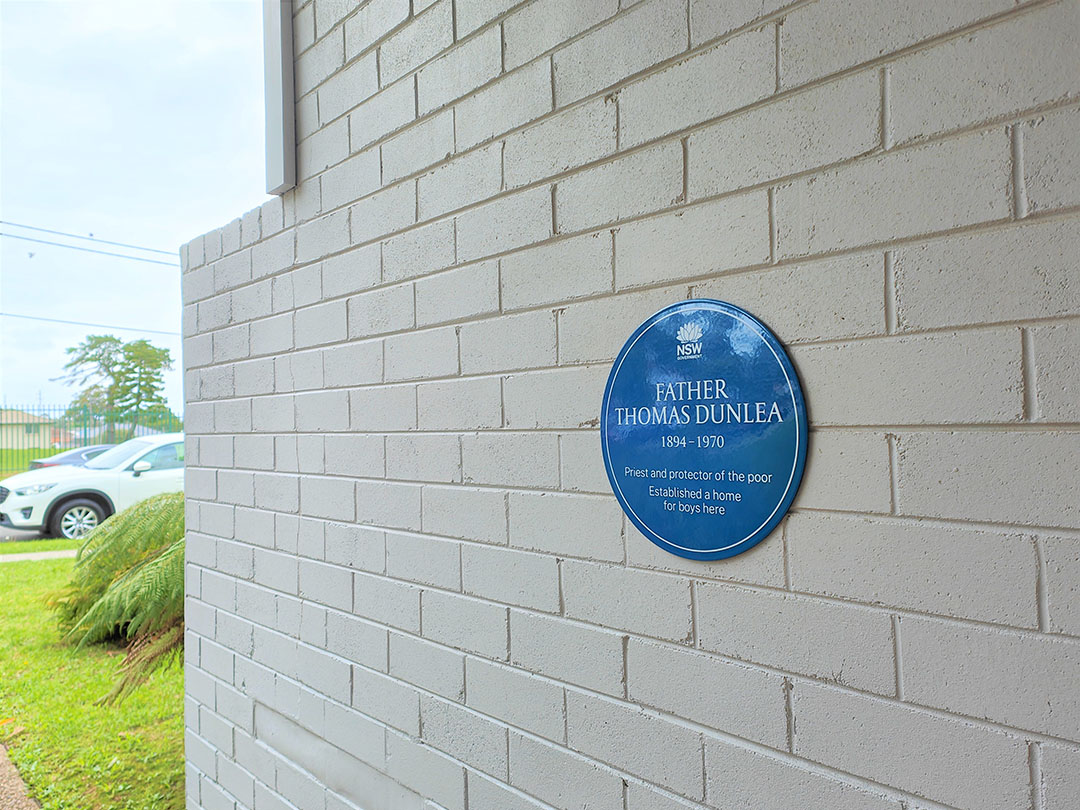 NSW
GOVERNMENT
FATHER
THOMAS DUNLEA
1894–1970
Priest and protector of the poor
Established a home
for boys here